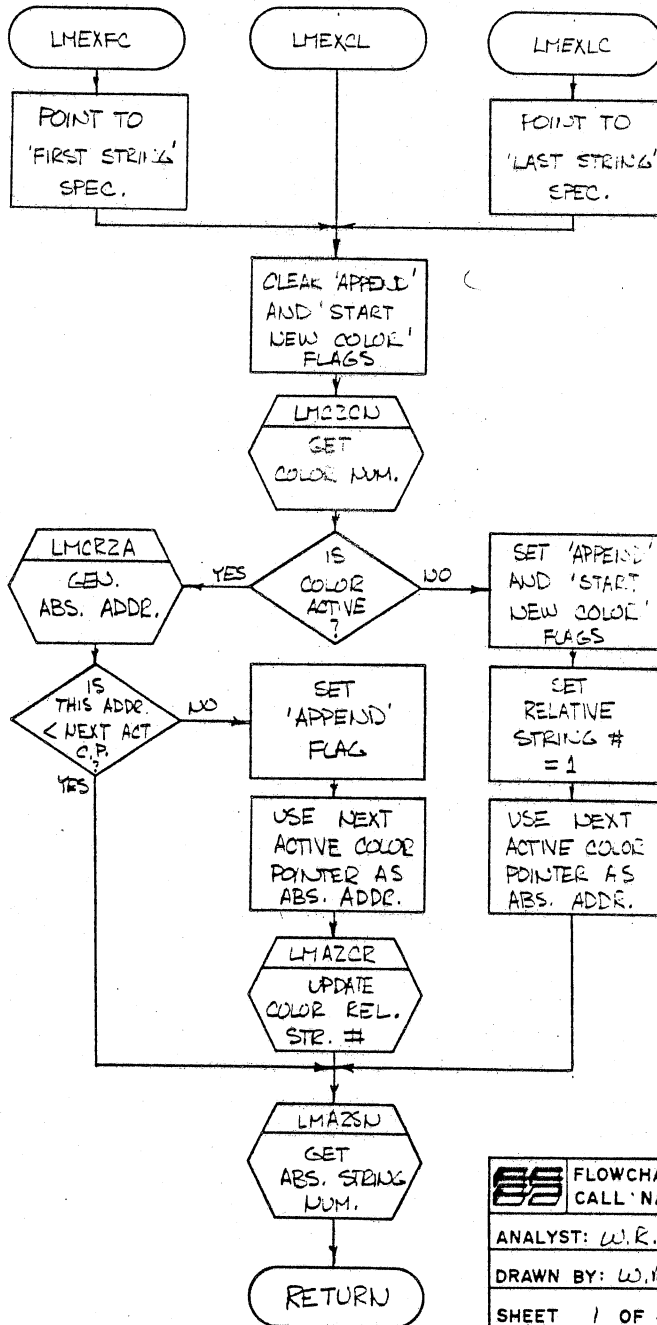 LMEXFC
LMEXCL
LMEXLC
POINT TO
'FIRST STRING'
SPEC.
POINT TO
'LAST STRING'
SPEC.
CLEAR 'APPEND'
AND 'START
NEW COLOR'
FLAGS
LMCZCN
GET
COLOR NUM.
IS
COLOR
ACTIVE
?
YES
NO
LMCRZA
GEN.
ABS. ADDR.
SET 'APPEND'
AND 'START
NEW COLOR'
FLAGS
IS
THIS ADDR.
< NEXT ACT
C.P.
?
NO
YES
SET
'APPEND'
FLAG
SET
RELATIVE
STRING #
= 1
USE NEXT
ACTIVE COLOR
POINTER AS
ABS. ADDR.
USE NEXT
ACTIVE COLOR
POINTER AS
ABS. ADDR.
LMAZCR
UPDATE
COLOR REL.
STR. #
LMAZSN
GET
ABS. STRING
NUM.
RETURN
FLOWCHA
CALL NA
ANALYST: W.R.
DRAWN BY: W.
SHEET 1 OF